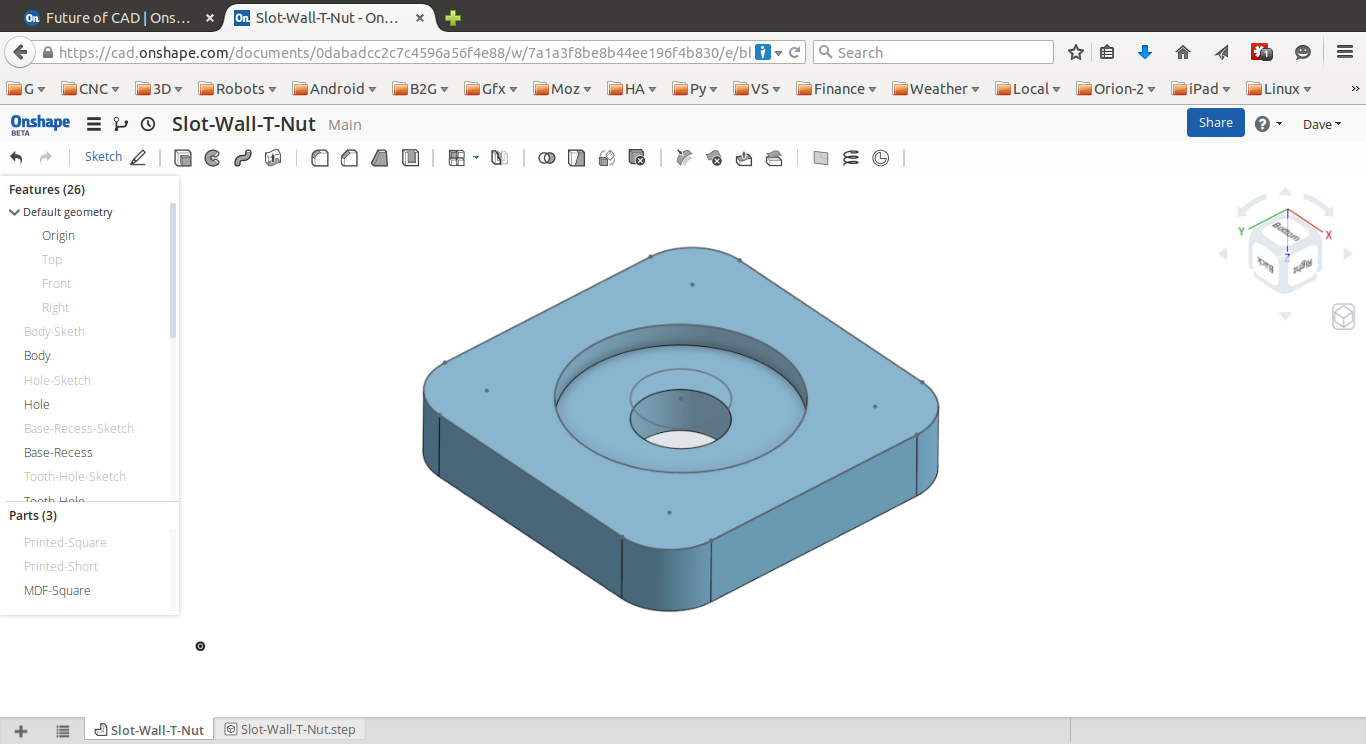 On. Future of CAD | Ons...
On. Slot-Wall-T-Nut - On...
https://cad.onshape.com/documents/0dabadcc2c7c4596a56f4e88/w/7a1a3f8be8b44ee196f4b830/e/bl
Search
1
G CNC 3D Robots Android B2G Gfx Moz HA Py VS Finance Weather Local Orion-2 iPad Linux »
Onshape
BETA
Slot-Wall-T-Nut Main
Share ? Dave
Sketch
Features (26)
Default geometry
Origin
Top
Front
Right
Body-Sketh
Body
Hole-Sketch
Hole
Base-Recess-Sketch
Base-Recess
Tooth-Hole-Sketch
Tooth-Hole
Parts (3)
Printed-Square
Printed-Short
MDF-Square
Y X
Bottom
Z
Back Right
Slot-Wall-T-Nut Slot-Wall-T-Nut.step